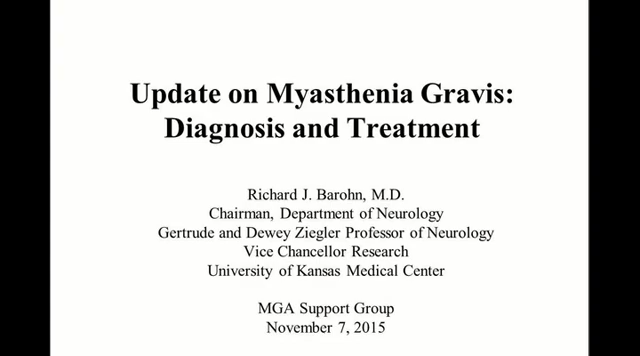 Update on Myasthenia Gravis:
Diagnosis and Treatment
Richard J. Barohn, M.D.
Chairman, Department of Neurology
Gertrude and Dewey Ziegler Professor of Neurology
Vice Chancellor Research
University of Kansas Medical Center
MGA Support Group
November 7, 2015